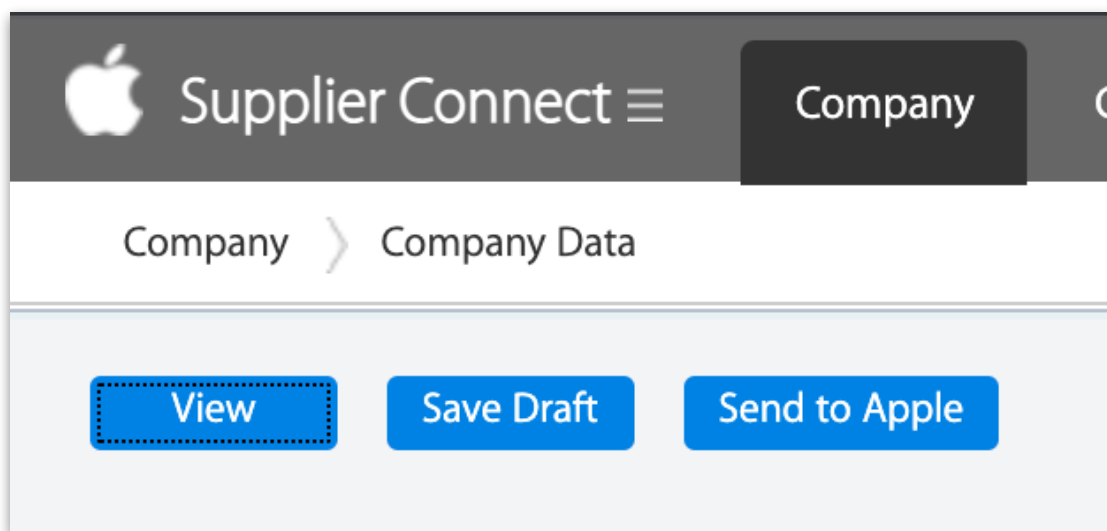 Supplier Connect Company
Company Company Data
View Save Draft Send to Apple